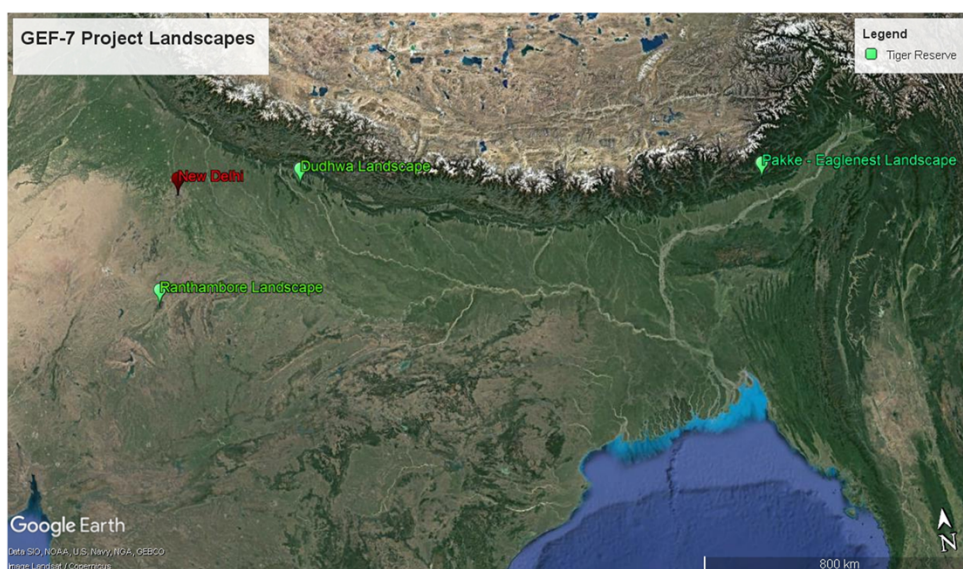 GEF-7 Project Landscapes
Legend
Tiger Reserve
Dudhwa Landscape
Pakke - Eaglenest Landscape
New Delhi
Ranthambore Landscape
Google Earth
Data SIO, NOAA, U.S. Navy, NGA, GEBCO
Image Landsat / Copernicus
N
800 km